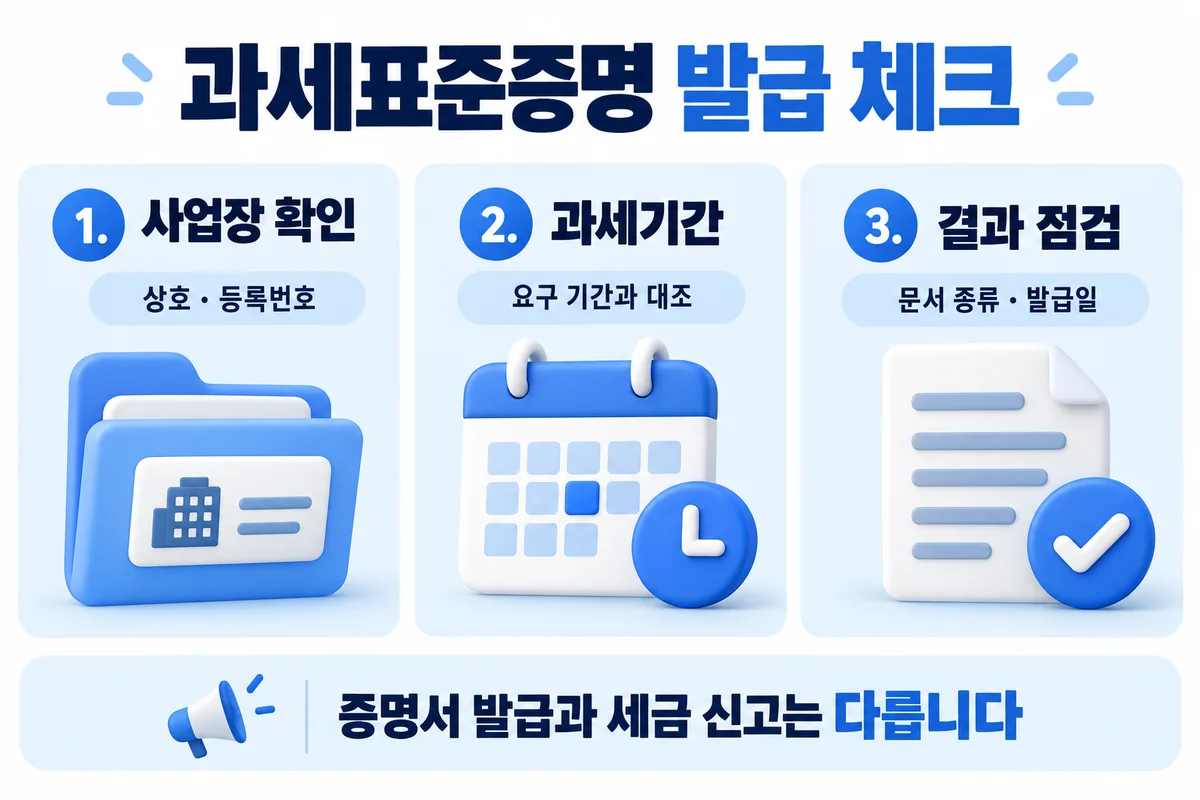 과세표준증명 발급 체크
1. 사업장 확인
상호 · 등록번호
2. 과세기간
요구 기간과 대조
3. 결과 점검
문서 종류 · 발급일
증명서 발급과 세금 신고는 다릅니다